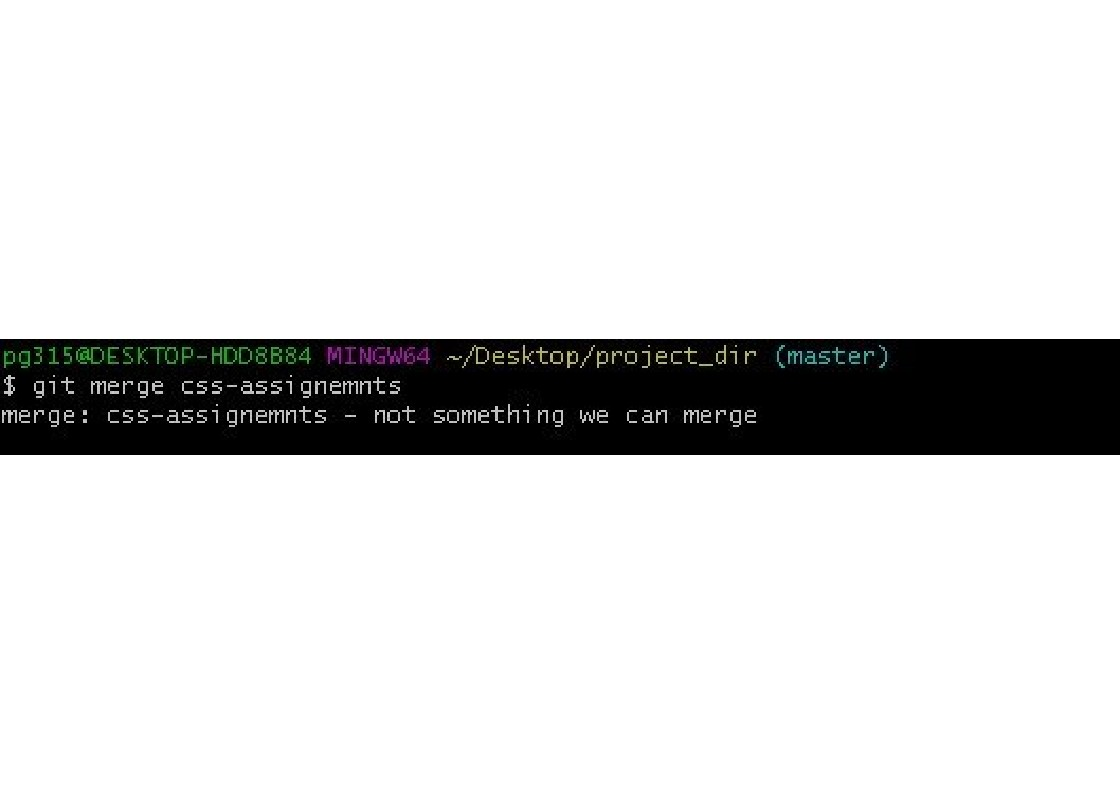 pg315@DESKTOP-HDD8B84 MINGW64 ~/Desktop/project_dir (master)
$ git merge css-assignemnts
merge: css-assignemnts - not something we can merge